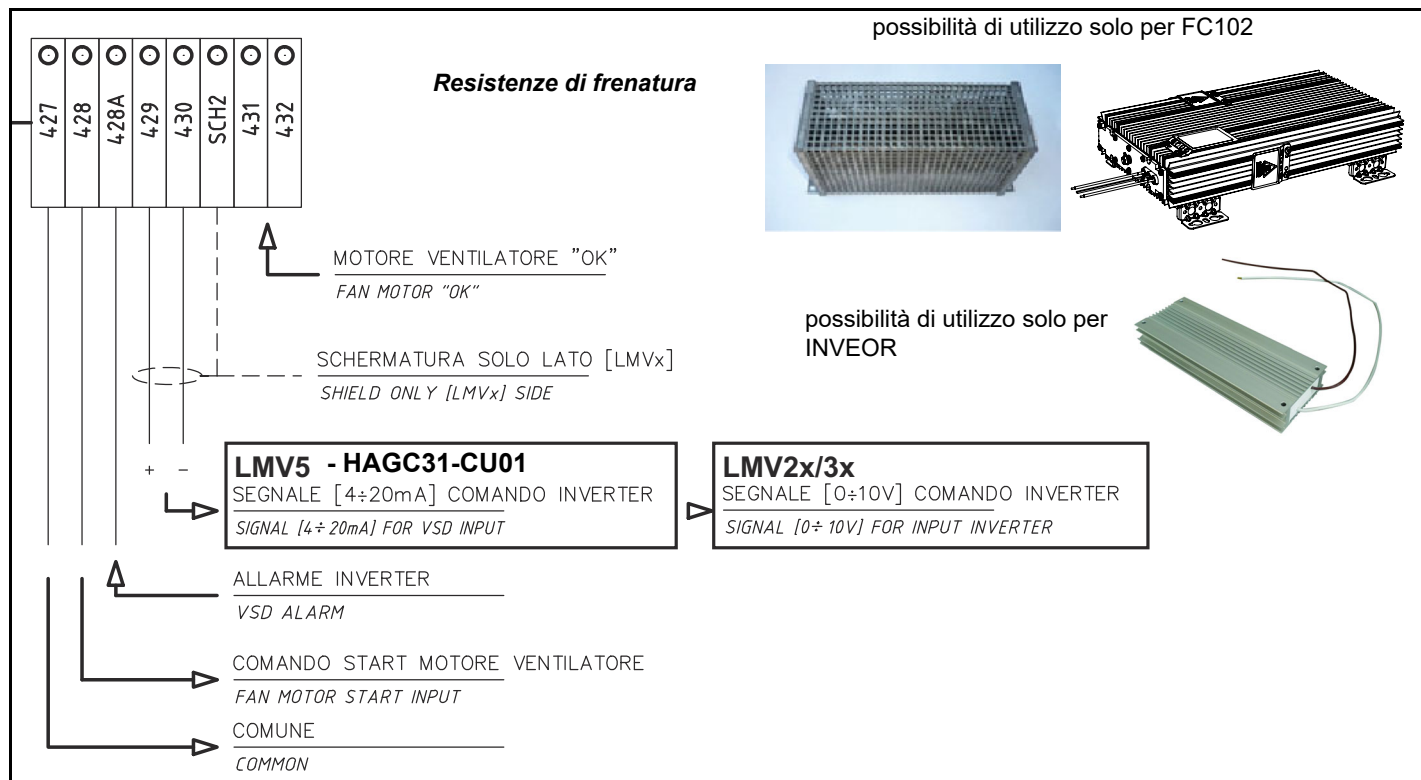 possibilità di utilizzo solo per FC102
427
428
428A
429
430
SCH2
431
432
Resistenze di frenatura
MOTORE VENTILATORE ”OK”
FAN MOTOR "OK"
possibilità di utilizzo solo per
INVEOR
SCHERMATURA SOLO LATO [LMVx]
SHIELD ONLY [LMVx] SIDE
+ -
LMV5 - HAGC31-CU01
SEGNALE [4÷20mA] COMANDO INVERTER
SIGNAL [4÷20mA] FOR VSD INPUT
LMV2x/3x
SEGNALE [0÷10V] COMANDO INVERTER
SIGNAL [0÷10V] FOR INPUT INVERTER
ALLARME INVERTER
VSD ALARM
COMANDO START MOTORE VENTILATORE
FAN MOTOR START INPUT
COMUNE
COMMON